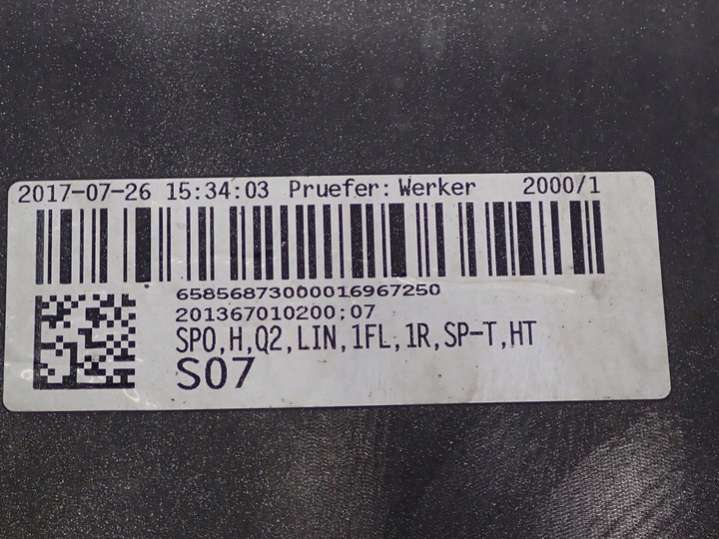 2017-07-26 15:34:03 Pruefer: Werker 2000/1
65856873000016967250
201367010200;07
SPO,H,Q2,LIN,1FL,1R,SP-T,HT
S07